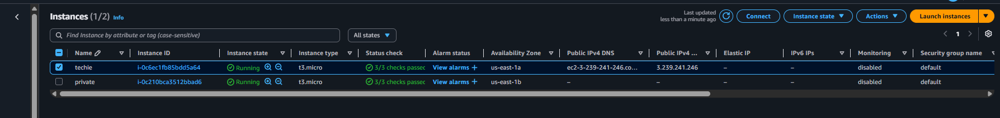 Instances (1/2) Info
Last updated
less than a minute ago
Connect Instance state Actions Launch instances
Find Instance by attribute or tag (case-sensitive) All states 1
Name Instance ID Instance state Instance type Status check Alarm status Availability Zone Public IPv4 DNS Public IPv4 ... Elastic IP IPv6 IPs Monitoring Security group name
techie i-0c6ec1fb85bdd5a64 Running t3.micro 3/3 checks passed View alarms + us-east-1a ec2-3-239-241-246.co... 3.239.241.246 – – disabled default
private i-0c210bca3512bbad6 Running t3.micro 3/3 checks passed View alarms + us-east-1b – – – – disabled default